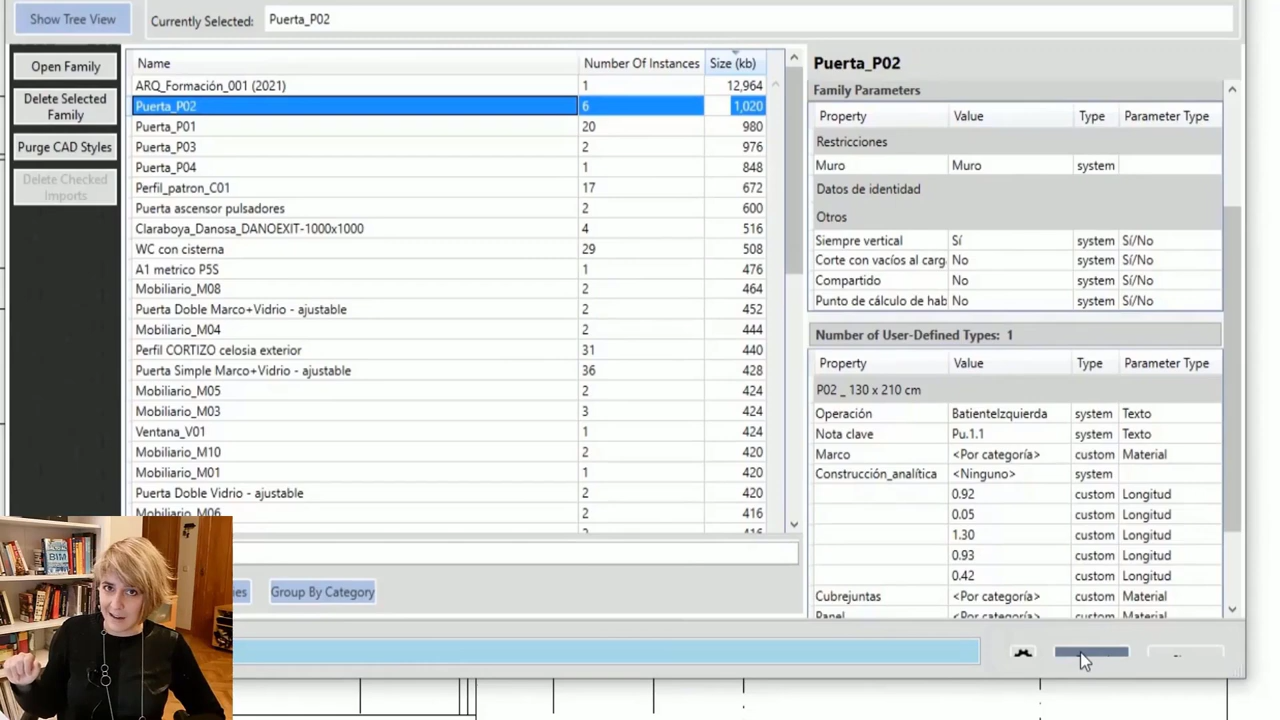 Show Tree View
Currently Selected:
Puerta_P02
Open Family
Delete Selected
Family
Purge CAD Styles
Delete Checked
Imports
Name Number Of Instances Size (kb)
ARQ_Formación_001 (2021) 1 12,964
Puerta_P02 6 1,020
Puerta_P01 20 980
Puerta_P03 2 976
Puerta_P04 1 848
Perfil_patron_C01 17 672
Puerta ascensor pulsadores 2 600
Claraboya_Danosa_DANOEXIT-1000x1000 4 516
WC con cisterna 29 508
A1 metrico P5S 1 476
Mobiliario_M08 2 464
Puerta Doble Marco+Vidrio - ajustable 2 452
Mobiliario_M04 2 444
Perfil CORTIZO celosia exterior 31 440
Puerta Simple Marco+Vidrio - ajustable 36 428
Mobiliario_M05 2 424
Mobiliario_M03 3 424
Ventana_V01 1 424
Mobiliario_M10 2 420
Mobiliario_M01 1 420
Puerta Doble Vidrio - ajustable 2 420
Mobiliario_M06 2 416
Group By Category
Puerta_P02
Family Parameters
Property Value Type Parameter Type
Restricciones
Muro Muro system
Datos de identidad
Otros
Siempre vertical Sí system Sí/No
Corte con vacíos al carg. No system Sí/No
Compartido No system Sí/No
Punto de cálculo de hab No system Sí/No
Number of User-Defined Types: 1
Property Value Type Parameter Type
P02 _ 130 x 210 cm
Operación BatienteIzquierda system Texto
Nota clave Pu.1.1 system Texto
Marco <Por categoría> custom Material
Construcción_analítica <Ninguno> system
0.92 custom Longitud
0.05 custom Longitud
1.30 custom Longitud
0.93 custom Longitud
0.42 custom Longitud
Cubrejuntas <Por categoría> custom Material
Panel <Por categoría> custom Material
BIM